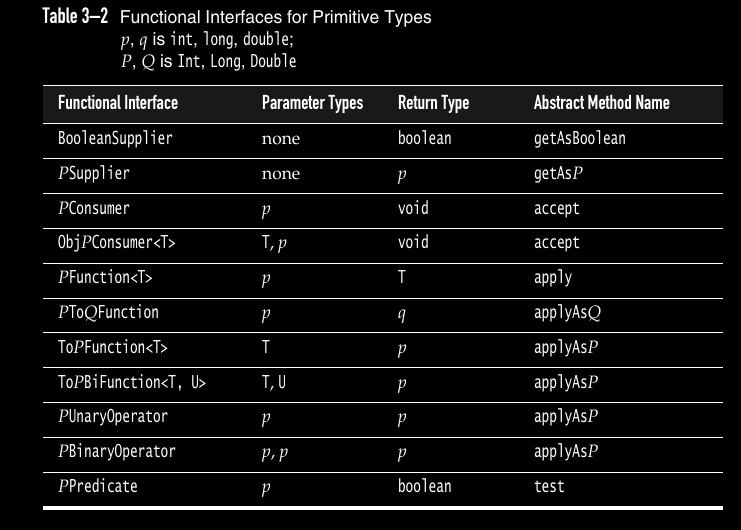 Table 3–2 Functional Interfaces for Primitive Types
p, q is int, long, double;
P, Q is Int, Long, Double
Functional Interface Parameter Types Return Type Abstract Method Name
BooleanSupplier none boolean getAsBoolean
PSupplier none p getAsP
PConsumer p void accept
ObjPConsumer<T> T, p void accept
PFunction<T> p T apply
PToQFunction p q applyAsQ
ToPFunction<T> T p applyAsP
ToPBiFunction<T, U> T, U p applyAsP
PUnaryOperator p p applyAsP
PBinaryOperator p, p p applyAsP
PPredicate p boolean test